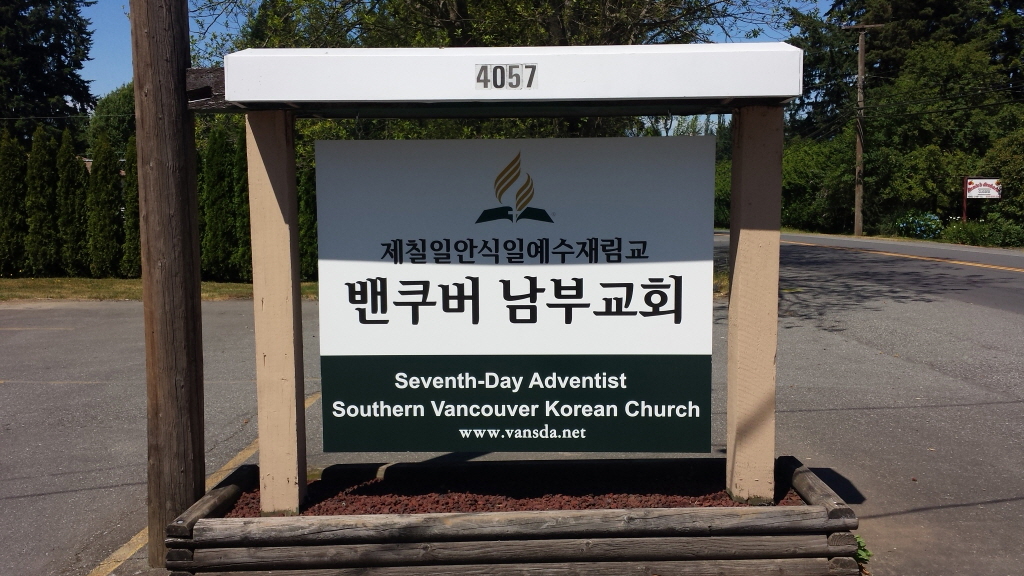 4057
제칠일안식일예수재림교
밴쿠버 남부교회
Seventh-Day Adventist
Southern Vancouver Korean Church
www.vansda.net